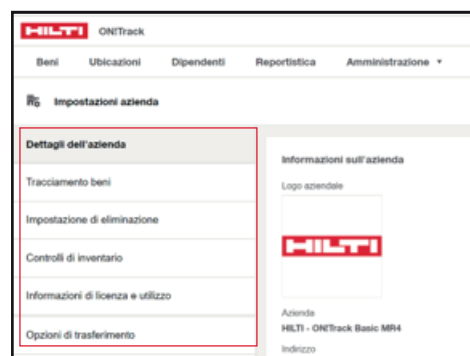 HILTI ON!Track
Beni Ubicazioni Dipendenti Reportistica Amministrazione
Impostazioni azienda
Dettagli dell'azienda
Tracciamento beni
Impostazione di eliminazione
Controlli di inventario
Informazioni di licenza e utilizzo
Opzioni di trasferimento
Informazioni sull'azienda
Logo aziendale
HILTI
Azienda
HILTI - ON!Track Basic MR4
Indirizzo